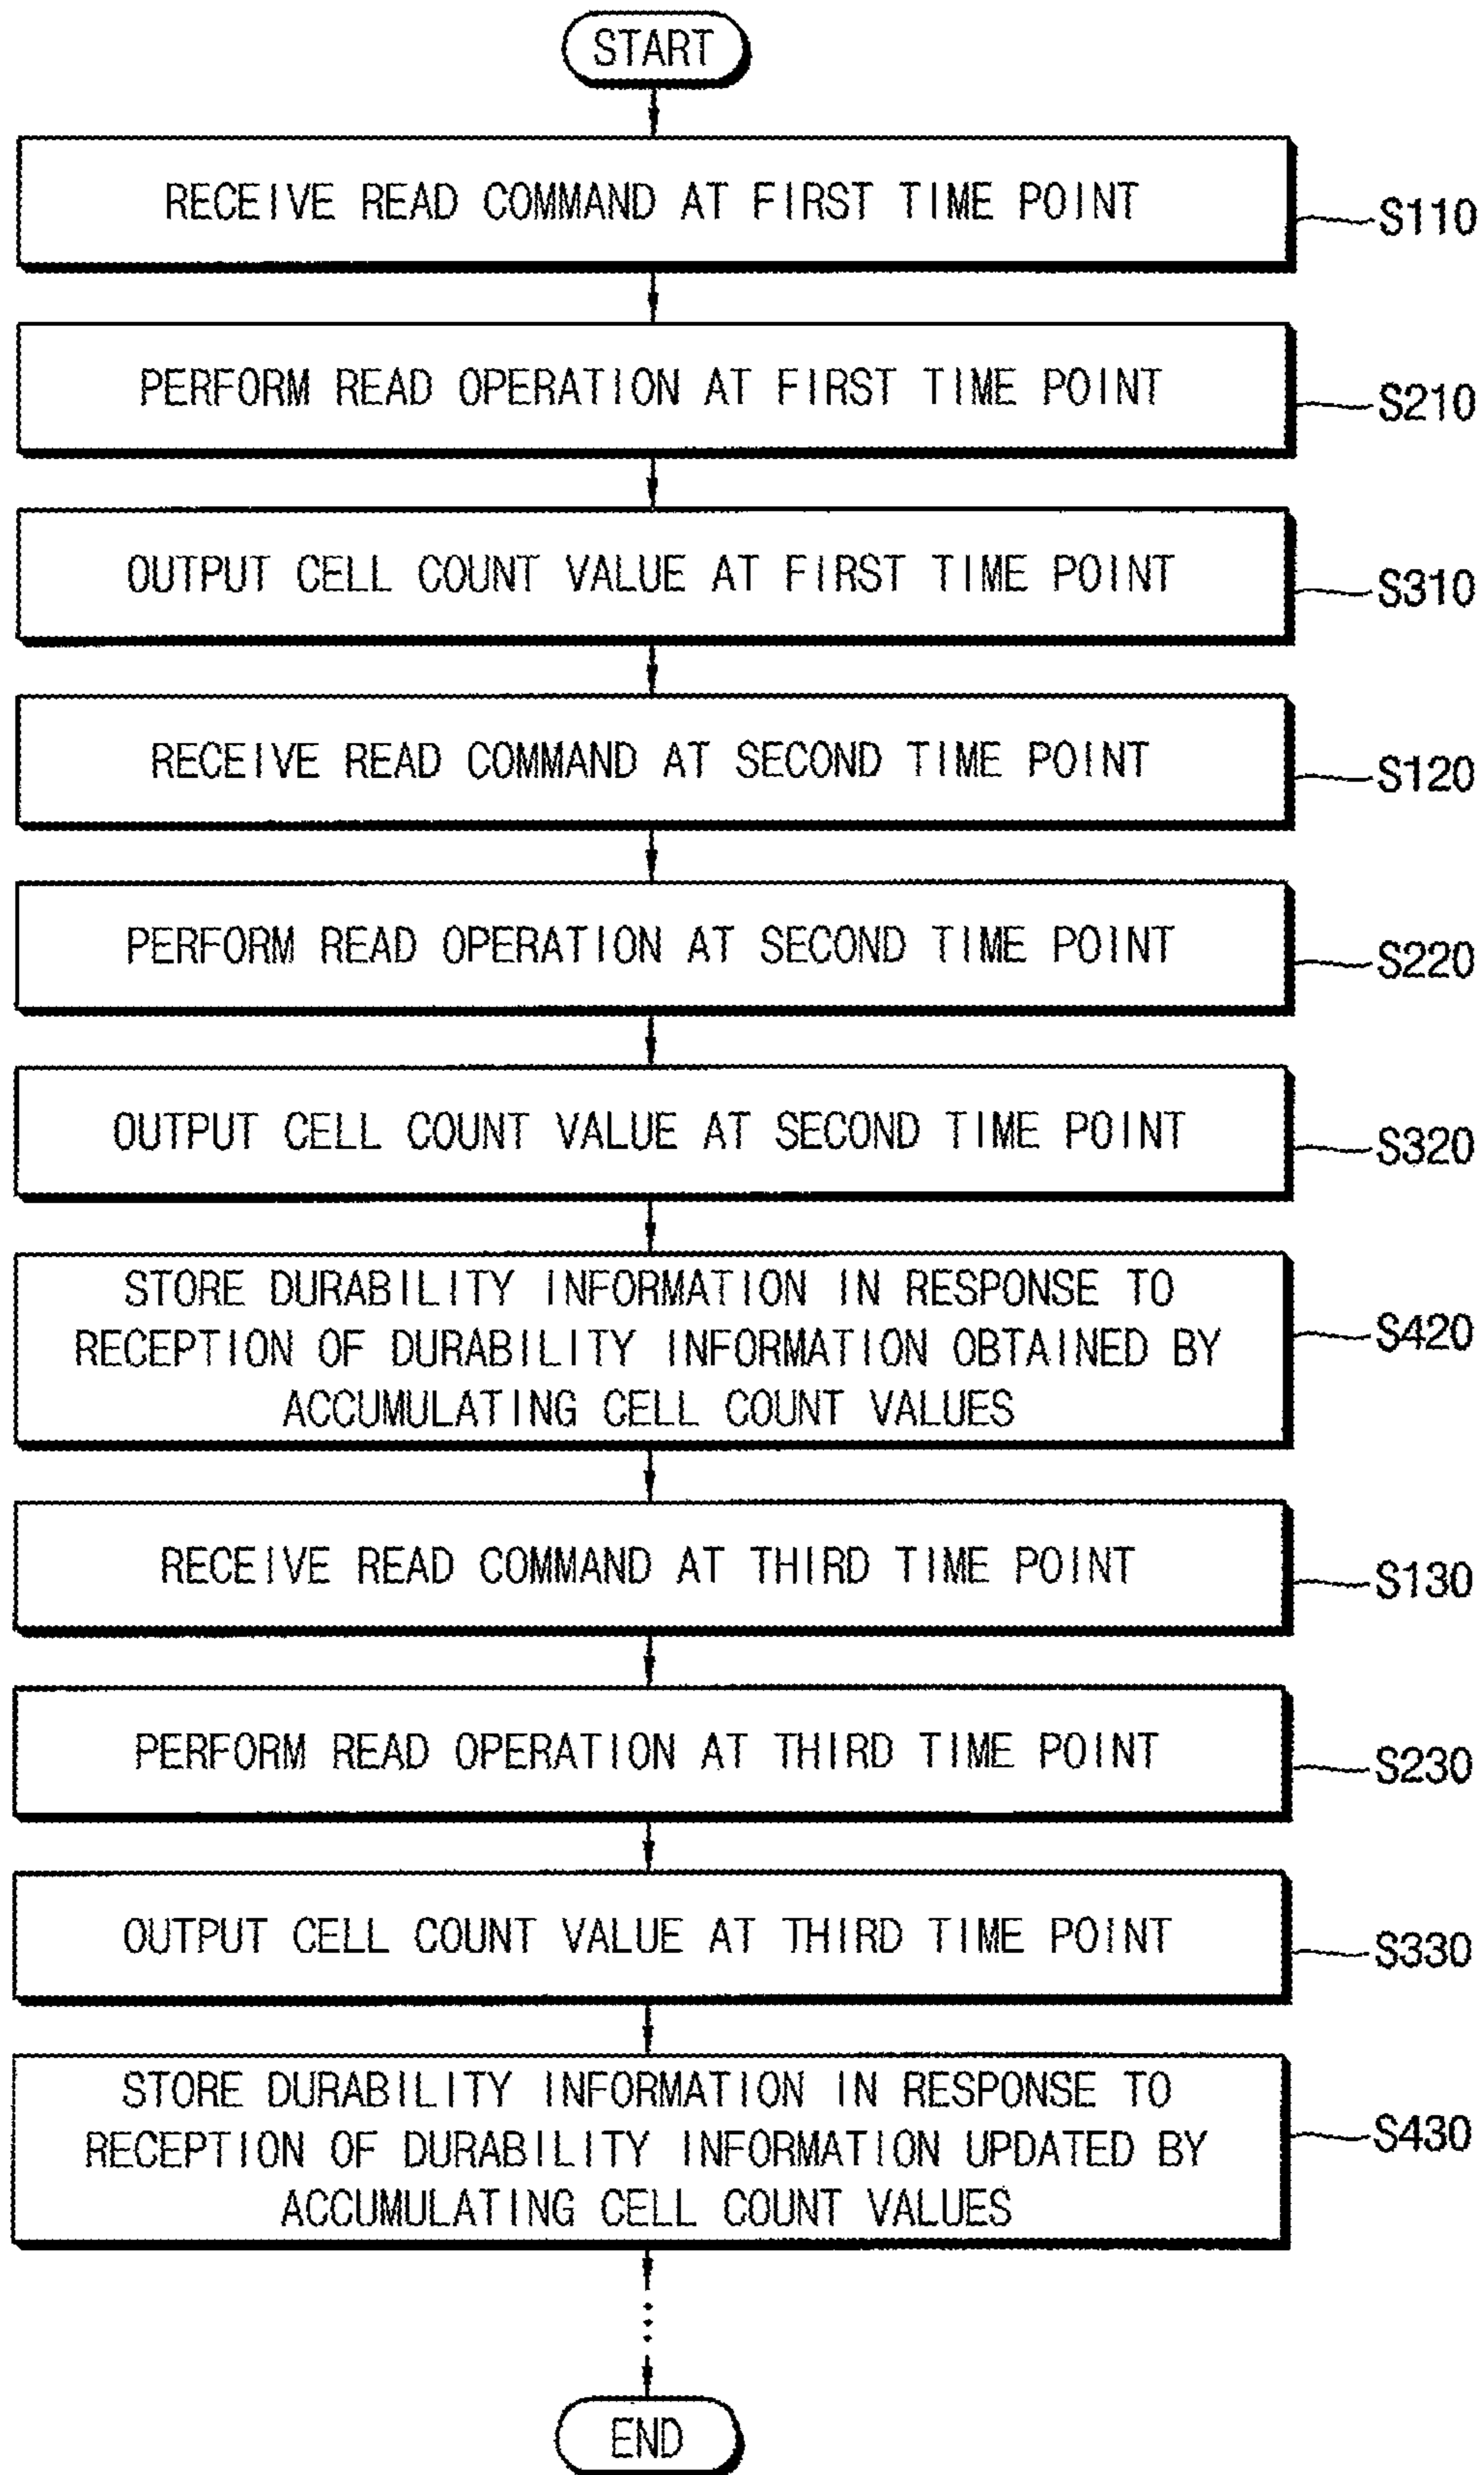 START
RECEIVE READ COMMAND AT FIRST TIME POINT
S110
PERFORM READ OPERATION AT FIRST TIME POINT
S210
OUTPUT CELL COUNT VALUE AT FIRST TIME POINT
S310
RECEIVE READ COMMAND AT SECOND TIME POINT
S120
PERFORM READ OPERATION AT SECOND TIME POINT
S220
OUTPUT CELL COUNT VALUE AT SECOND TIME POINT
S320
STORE DURABILITY INFORMATION IN RESPONSE TO
RECEPTION OF DURABILITY INFORMATION OBTAINED BY
ACCUMULATING CELL COUNT VALUES
S420
RECEIVE READ COMMAND AT THIRD TIME POINT
S130
PERFORM READ OPERATION AT THIRD TIME POINT
S230
OUTPUT CELL COUNT VALUE AT THIRD TIME POINT
S330
STORE DURABILITY INFORMATION IN RESPONSE TO
RECEPTION OF DURABILITY INFORMATION UPDATED BY
ACCUMULATING CELL COUNT VALUES
S430
END